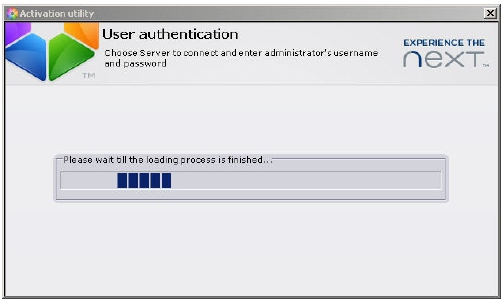 Activation utility
User authentication
Choose Server to connect and enter administrator's username
and password
TM
EXPERIENCE THE
next
Please wait till the loading process is finished...